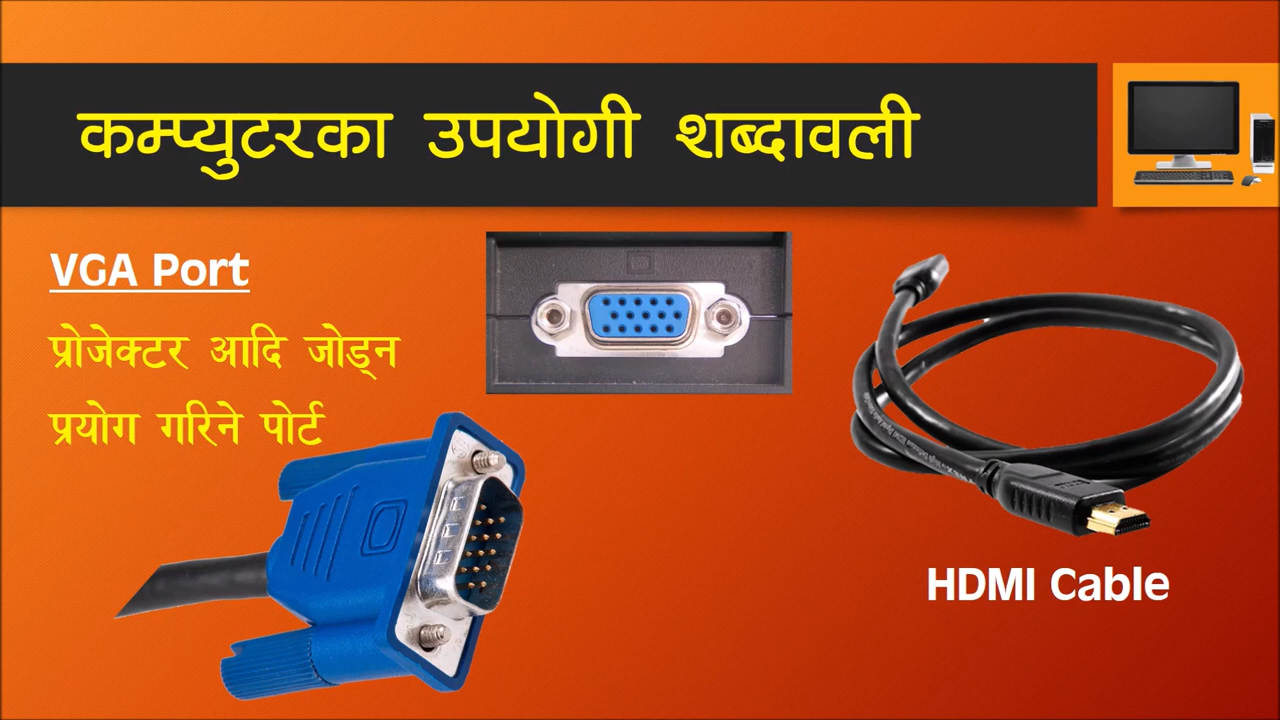 कम्प्युटरका उपयोगी शब्दावली
VGA Port
प्रोजेक्टर आदि जोड्न
प्रयोग गरिने पोर्ट
HDMI Cable